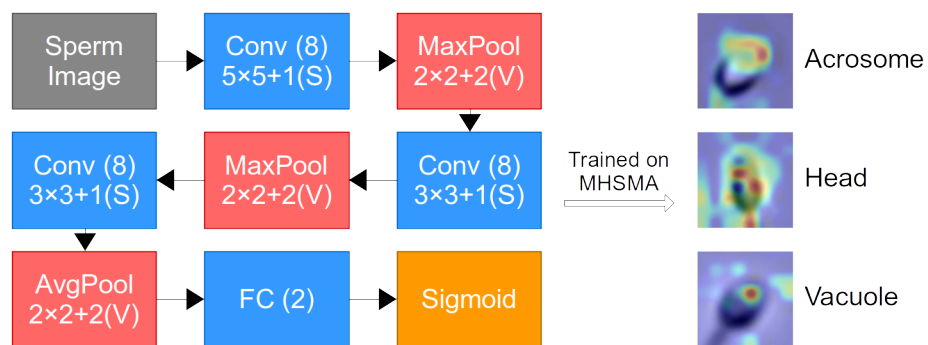 Sperm
Image
Conv (8)
5×5+1(S)
MaxPool
2×2+2(V)
Acrosome
Conv (8)
3×3+1(S)
MaxPool
2×2+2(V)
Conv (8)
3×3+1(S)
Trained on
MHSMA
Head
AvgPool
2×2+2(V)
FC (2)
Sigmoid
Vacuole